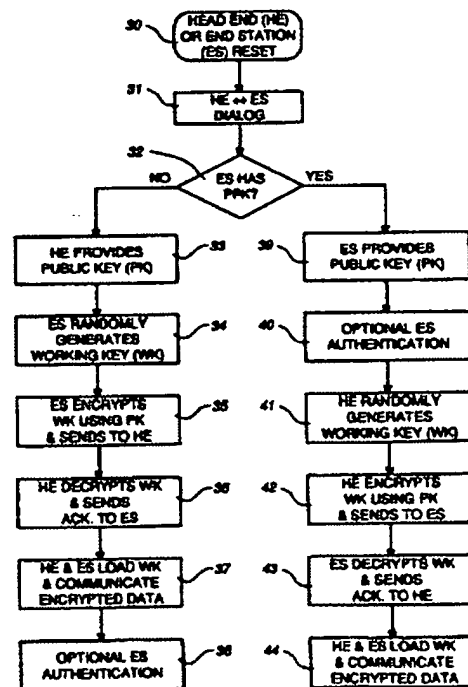 30
HEAD END (HE)
OR END STATION
(ES) RESET
31
HE ↔ ES
DIALOG
32
NO
ES HAS
PRK?
YES
HE PROVIDES
PUBLIC KEY (PK)
33
39
ES PROVIDES
PUBLIC KEY (PK)
ES RANDOMLY
GENERATES
WORKING KEY (WK)
34
40
OPTIONAL ES
AUTHENTICATION
ES ENCRYPTS
WK USING PK
& SENDS TO HE
35
41
HE RANDOMLY
GENERATES
WORKING KEY (WK)
HE DECRYPTS WK
& SENDS
ACK. TO ES
36
42
HE ENCRYPTS
WK USING PK
& SENDS TO ES
HE & ES LOAD WK
& COMMUNICATE
ENCRYPTED DATA
37
43
ES DECRYPTS WK
& SENDS
ACK. TO HE
OPTIONAL ES
AUTHENTICATION
38
44
HE & ES LOAD WK
& COMMUNICATE
ENCRYPTED DATA